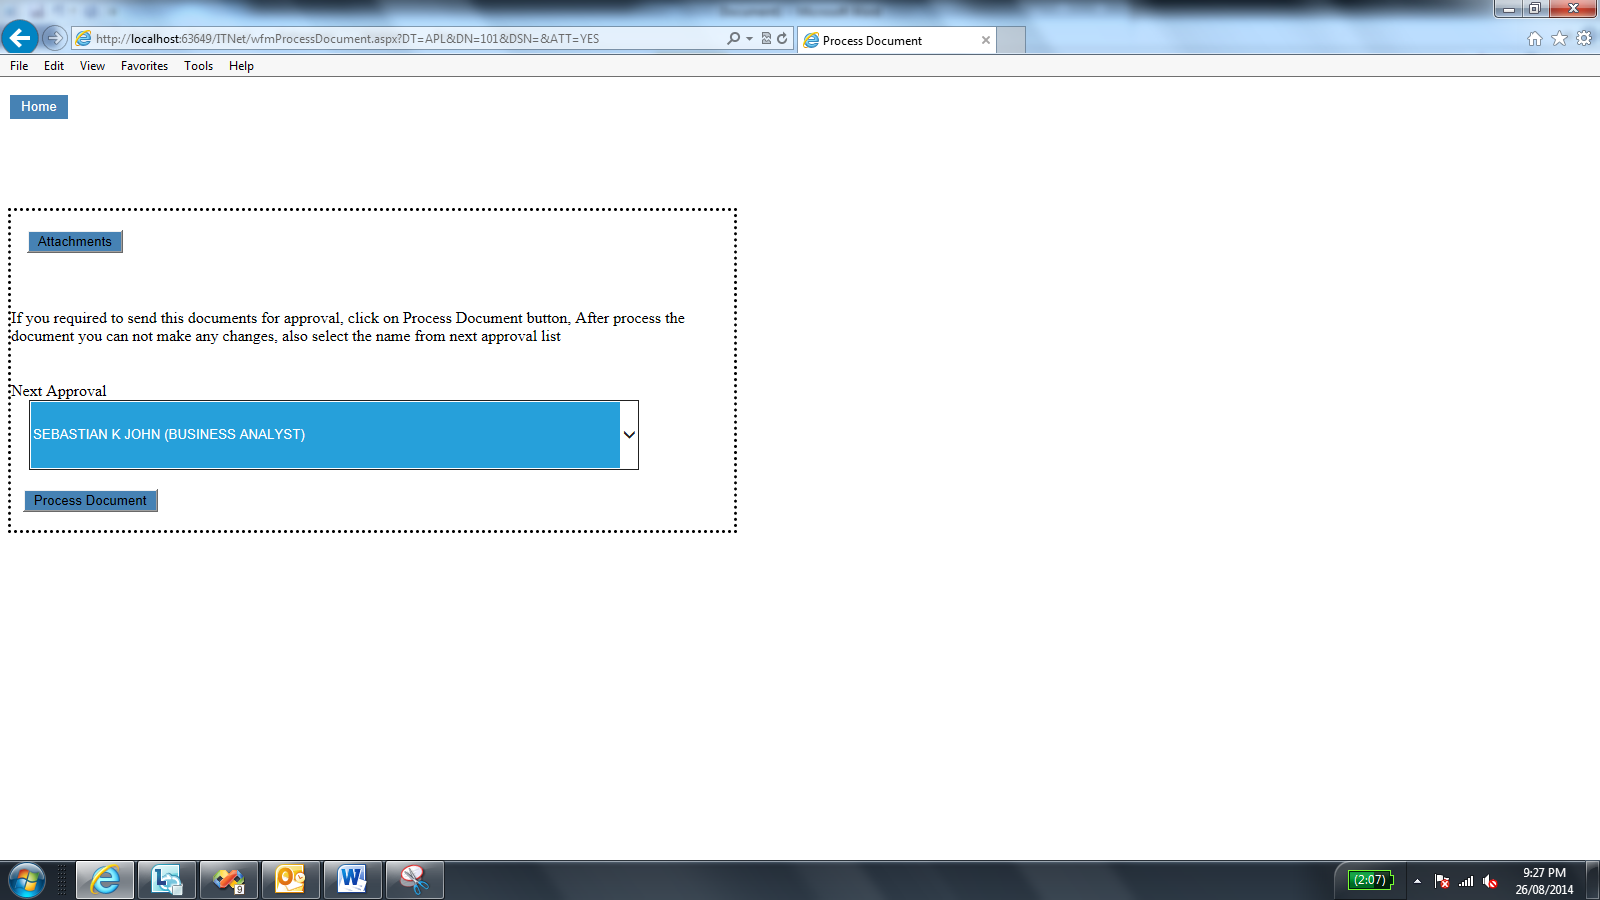 http://localhost:63649/ITNet/wfmProcessDocument.aspx?DT=APL&DN=101&DSN=&ATT=YES
Process Document
File Edit View Favorites Tools Help
Home
Attachments
If you required to send this documents for approval, click on Process Document button, After process the
document you can not make any changes, also select the name from next approval list
Next Approval
SEBASTIAN K JOHN (BUSINESS ANALYST)
Process Document
9
(2:07)
9:27 PM
26/08/2014